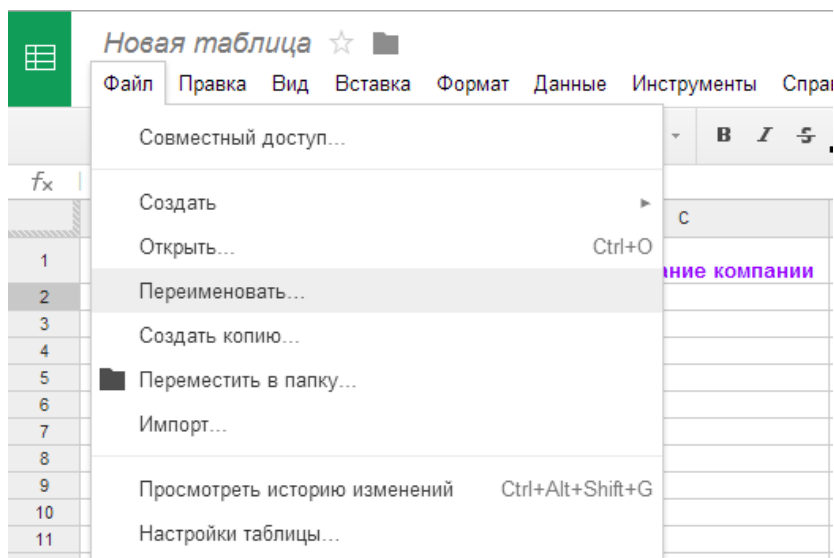 Новая таблица
Файл Правка Вид Вставка Формат Данные Инструменты
Совместный доступ...
B I S
fx
Создать
C
Открыть... Ctrl+O
1 компании
Переименовать...
2
3
Создать копию...
4
5 Переместить в папку...
6
Импорт...
7
8
9 Просмотреть историю изменений Ctrl+Alt+Shift+G
10
11 Настройки таблицы...